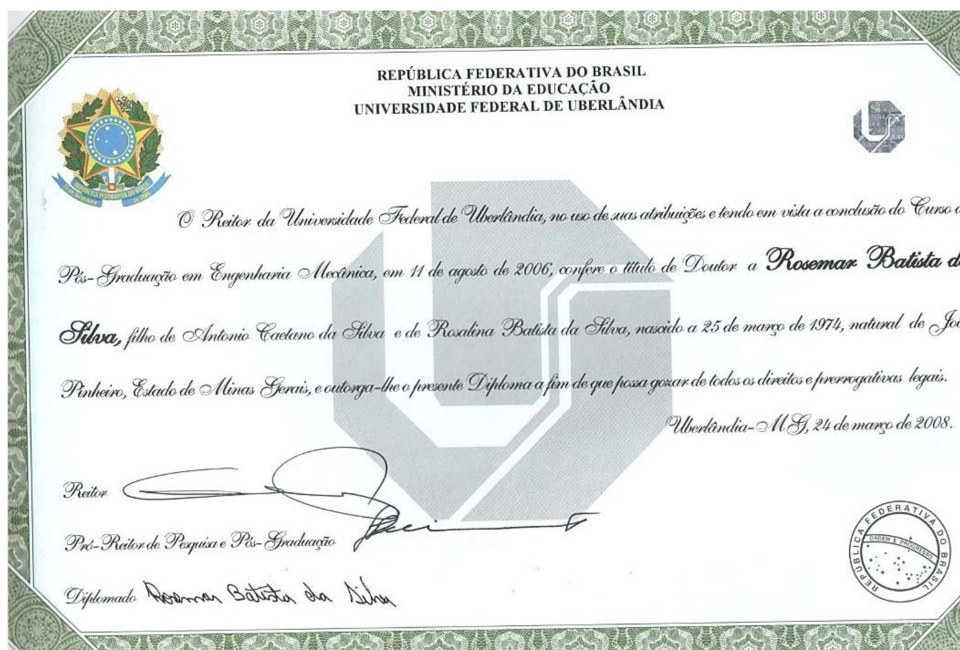 REPÚBLICA FEDERATIVA DO BRASIL
MINISTÉRIO DA EDUCAÇÃO
UNIVERSIDADE FEDERAL DE UBERLÂNDIA
O Reitor da Universidade Federal de Uberlândia, no uso de suas atribuições e tendo em vista a conclusão do Curso d
Pós-Graduação em Engenharia Mecânica, em 11 de agosto de 2006, confere o título de Doutor a Rosemar Batista d
Silva, filho de Antonio Caetano da Silva e de Rosalina Batista da Silva, nascido a 25 de março de 1974, natural de Joã
Pinheiro, Estado de Minas Gerais, e outorga-lhe o presente Diploma a fim de que possa gozar de todos os direitos e prerrogativas legais.
Uberlândia-MG, 24 de março de 2008.
Reitor
Pró-Reitor de Pesquisa e Pós-Graduação
Diplomado Rosemar Batista da Silva
REPÚBLICA FEDERATIVA DO BRASIL
ORDEM E PROGRESSO